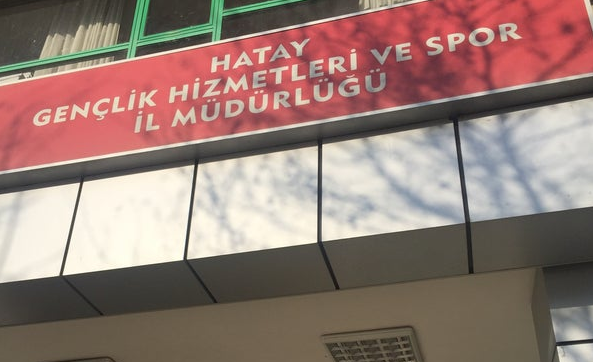 HATAY
GENÇLİK HİZMETLERİ VE SPOR
İL MÜDÜRLÜĞÜ